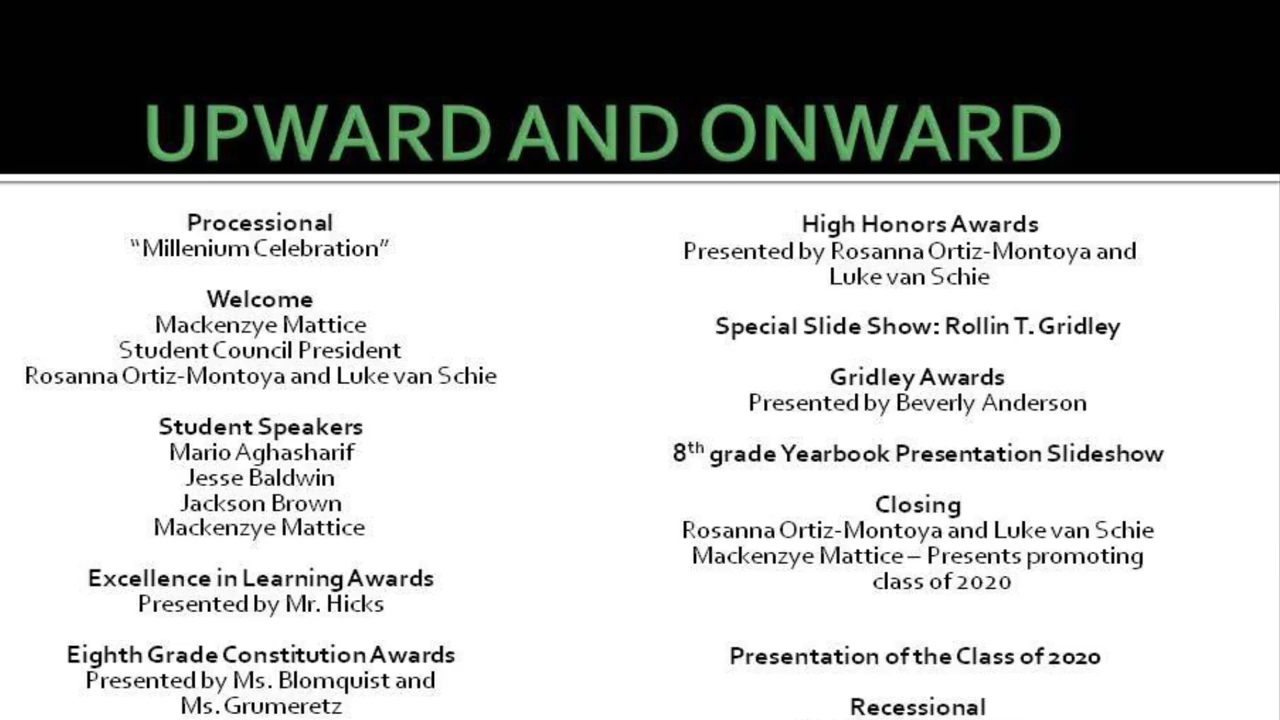 UPWARD AND ONWARD
Processional
“Millenium Celebration”
Welcome
Mackenzye Mattice
Student Council President
Rosanna Ortiz-Montoya and Luke van Schie
Student Speakers
Mario Aghasharif
Jesse Baldwin
Jackson Brown
Mackenzye Mattice
Excellence in Learning Awards
Presented by Mr. Hicks
Eighth Grade Constitution Awards
Presented by Ms. Blomquist and
Ms. Grumeretz
High Honors Awards
Presented by Rosanna Ortiz-Montoya and
Luke van Schie
Special Slide Show: Rollin T. Gridley
Gridley Awards
Presented by Beverly Anderson
8th grade Yearbook Presentation Slideshow
Closing
Rosanna Ortiz-Montoya and Luke van Schie
Mackenzye Mattice – Presents promoting
class of 2020
Presentation of the Class of 2020
Recessional